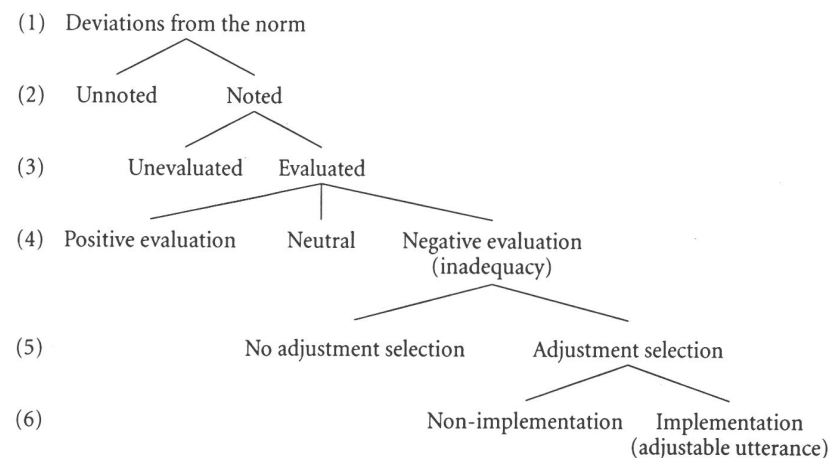 (1) Deviations from the norm
(2) Unnoted Noted
(3) Unevaluated Evaluated
(4) Positive evaluation Neutral Negative evaluation
(inadequacy)
(5) No adjustment selection Adjustment selection
(6) Non-implementation Implementation
(adjustable utterance)